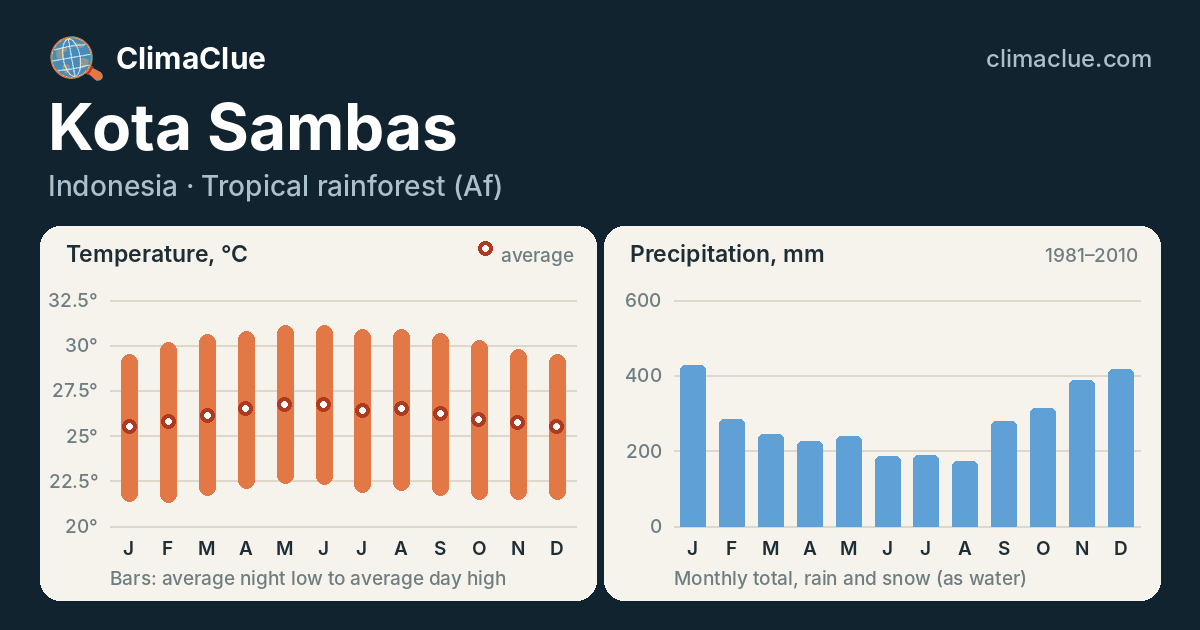 ClimaClue
climaclue.com
Kota Sambas
Indonesia · Tropical rainforest (Af)
Temperature, °C
average
32.5°
30°
27.5°
25°
22.5°
20°
J F M A M J J A S O N D
Bars: average night low to average day high
Precipitation, mm
1981–2010
600
400
200
0
J F M A M J J A S O N D
Monthly total, rain and snow (as water)